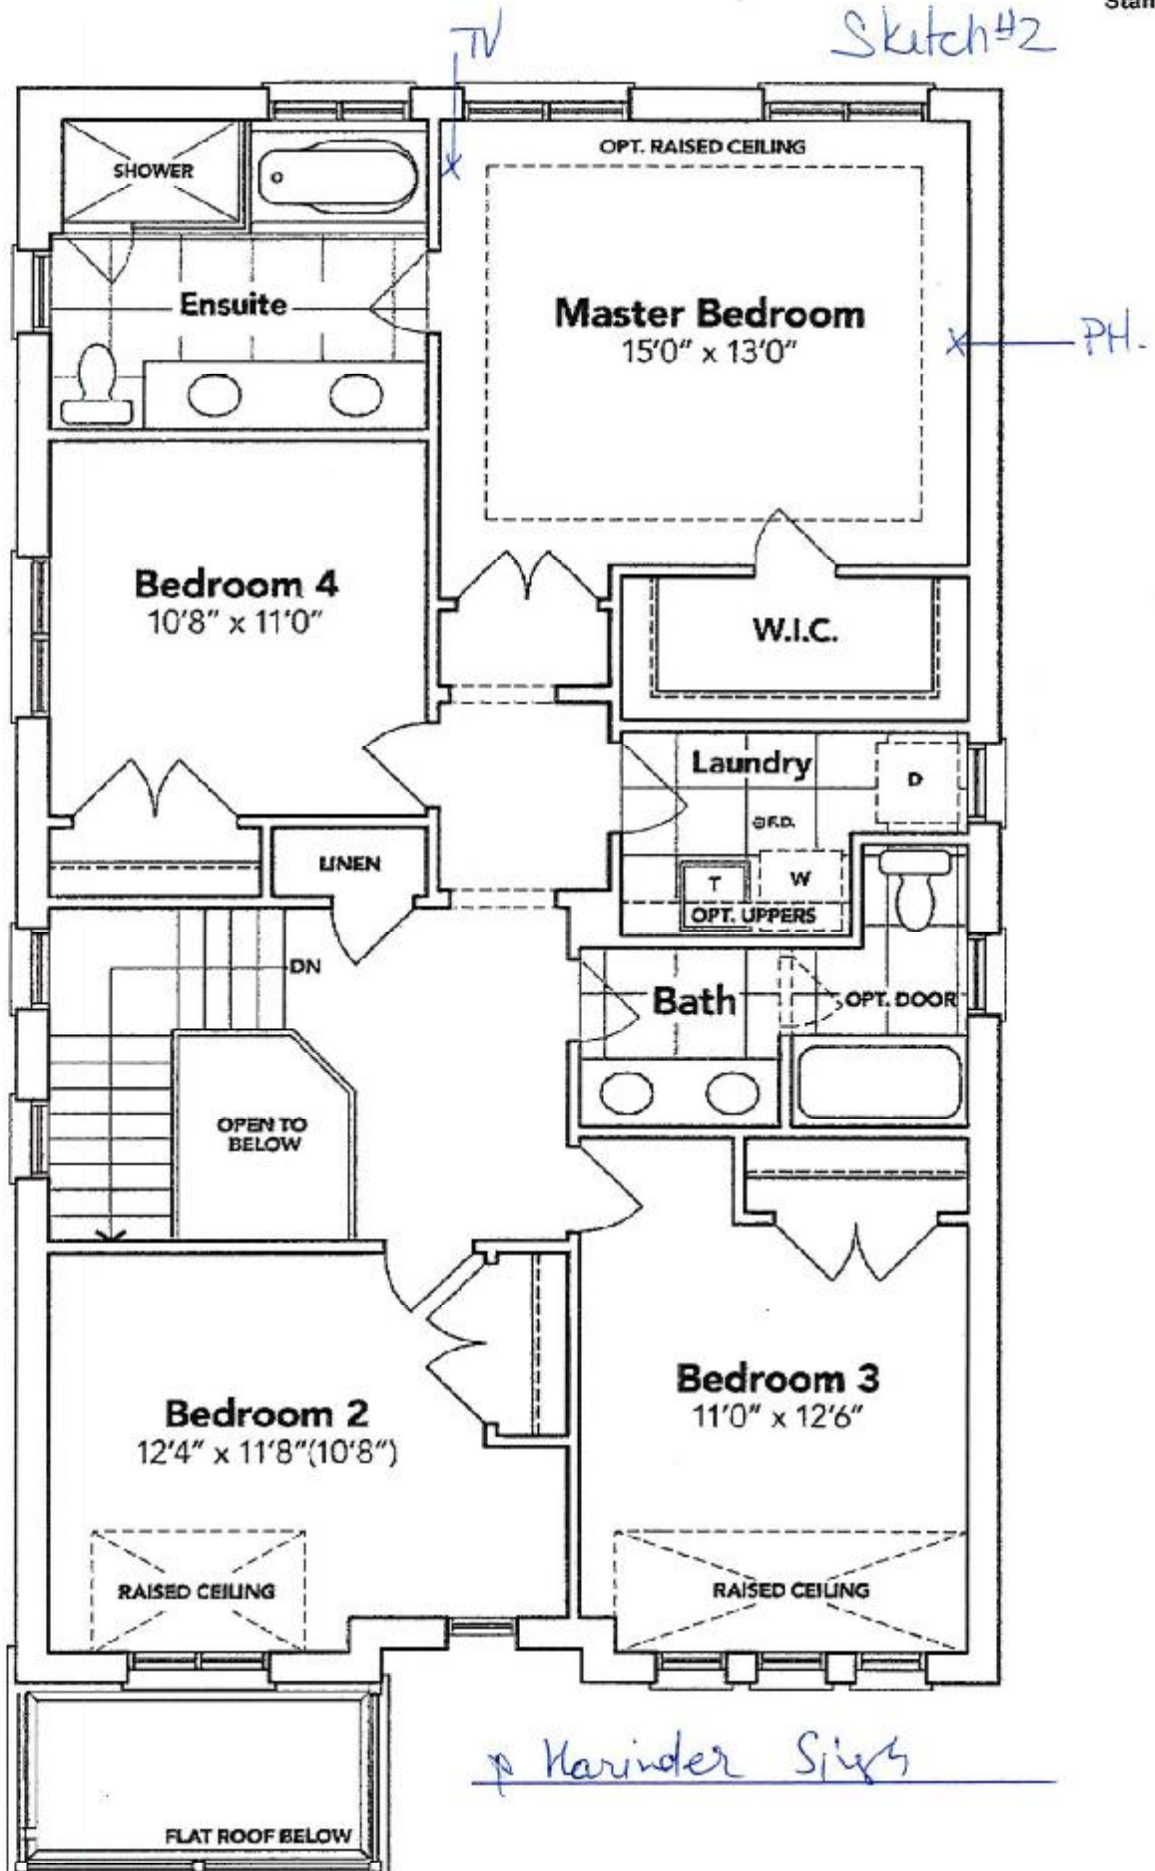 Stan
TV
Sketch #2
OPT. RAISED CEILING
SHOWER
Ensuite
Master Bedroom
15'0" x 13'0"
PH.
Bedroom 4
10'8" x 11'0"
W.I.C.
Laundry
D
F.D.
LINEN
T
W
OPT. UPPERS
DN
Bath
OPT. DOOR
OPEN TO
BELOW
Bedroom 3
11'0" x 12'6"
Bedroom 2
12'4" x 11'8"(10'8")
RAISED CEILING
RAISED CEILING
Harinder Singh
FLAT ROOF BELOW